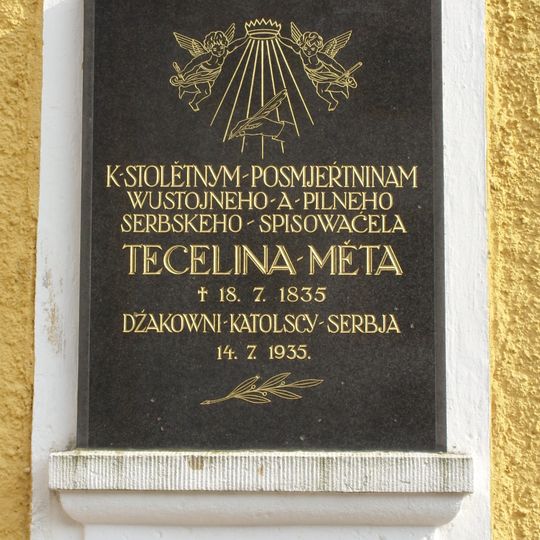 K-STOLĚTNYM-POSMJEŔTNINAM
WUSTOJNEHO-A-PILNEHO
SERBSKEHO-SPISOWAĆELA
TECELINA-MĚTA
† 18. 7. 1835
DŹAKOWNI-KATOLSCY-SERBJA
14. 7. 1935.